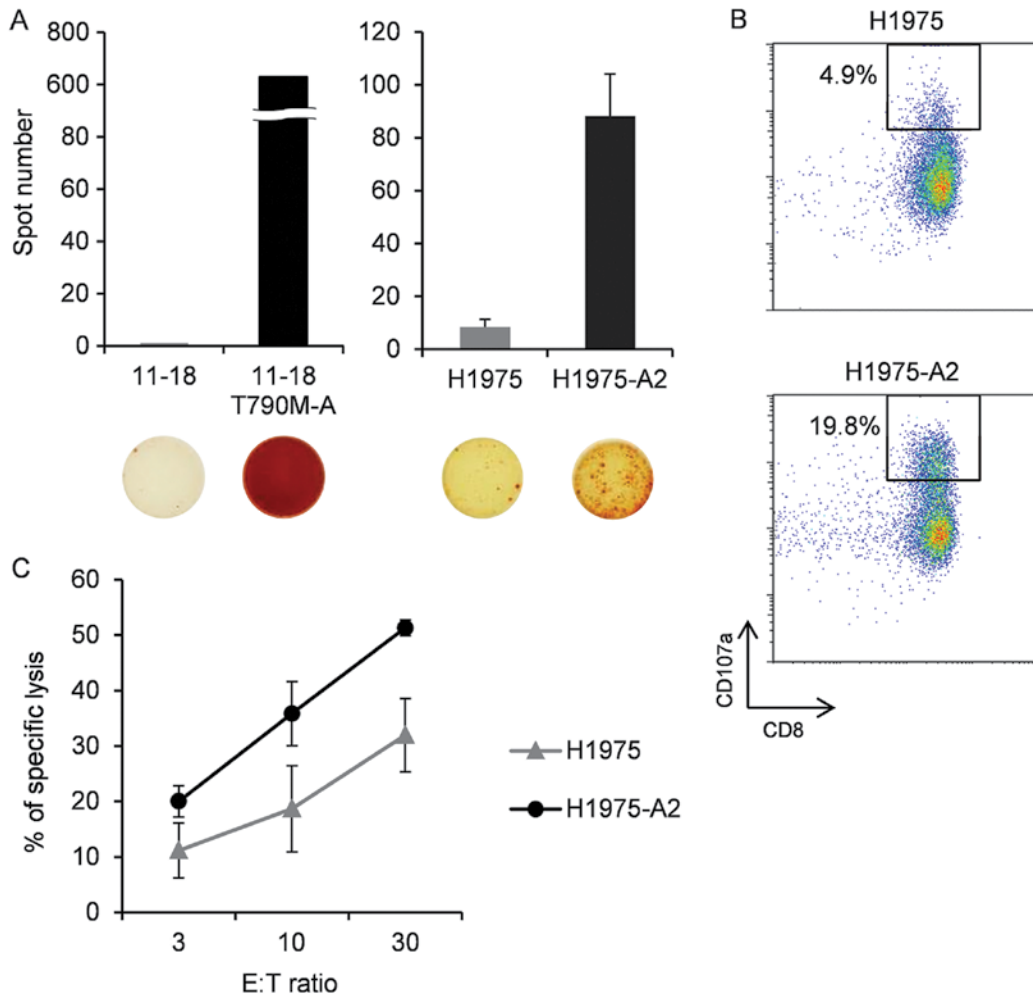 A
Spot number
800
600
80
60
40
20
0
11-18
11-18
T790M-A
120
100
80
60
40
20
0
H1975
H1975-A2
B
H1975
4.9%
H1975-A2
19.8%
CD107a
CD8
C
% of specific lysis
60
50
40
30
20
10
0
3
10
30
E:T ratio
H1975
H1975-A2